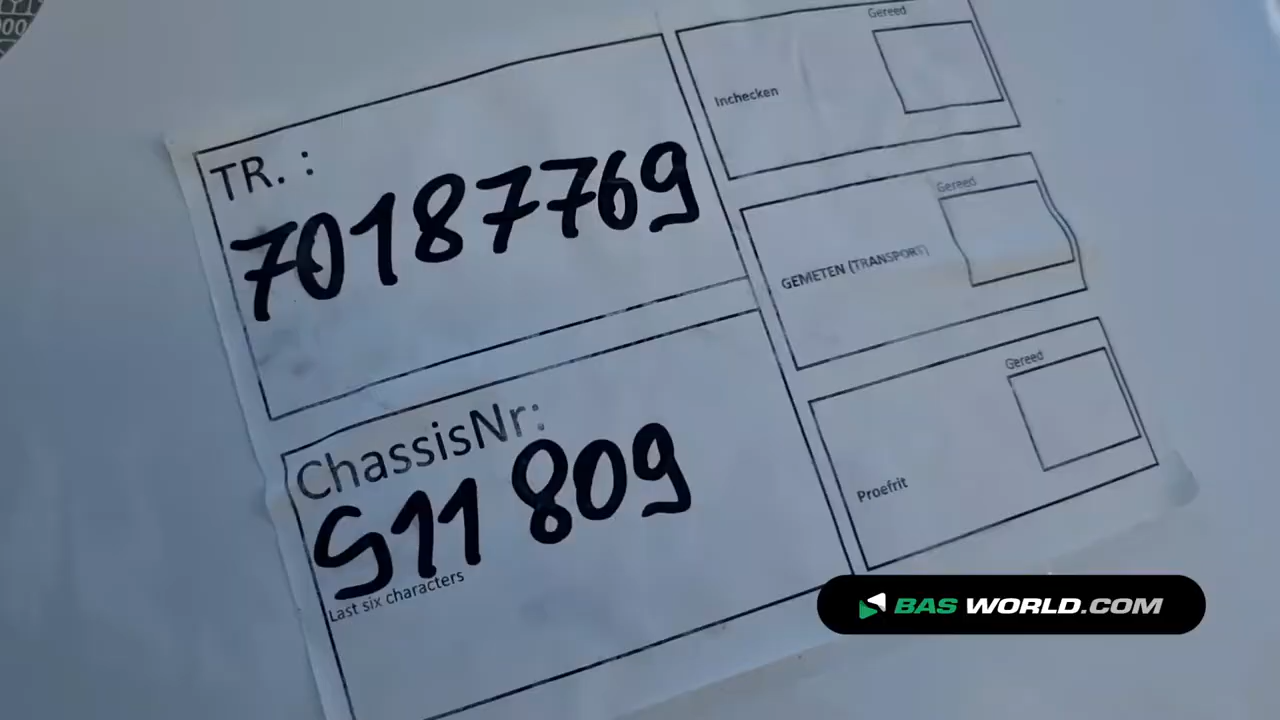 TR. :
70187769
ChassisNr:
S11 809
Last six characters
Gereed
Inchecken
Gereed
GEMETEN (TRANSPORT)
Gereed
Proefrit
BAS WORLD.COM